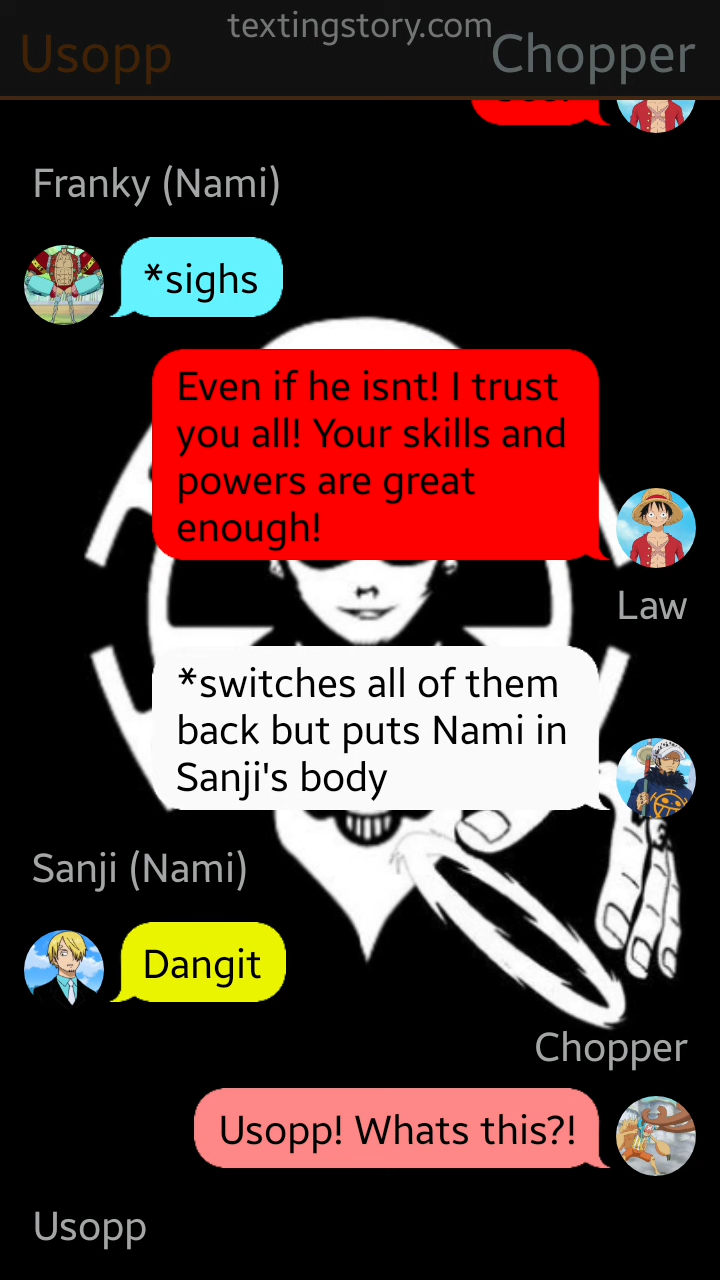 textingstory.com
Usopp
Chopper
Franky (Nami)
*sighs
Even if he isnt! I trust
you all! Your skills and
powers are great
enough!
Law
*switches all of them
back but puts Nami in
Sanji's body
Sanji (Nami)
Dangit
Chopper
Usopp! Whats this?!
Usopp